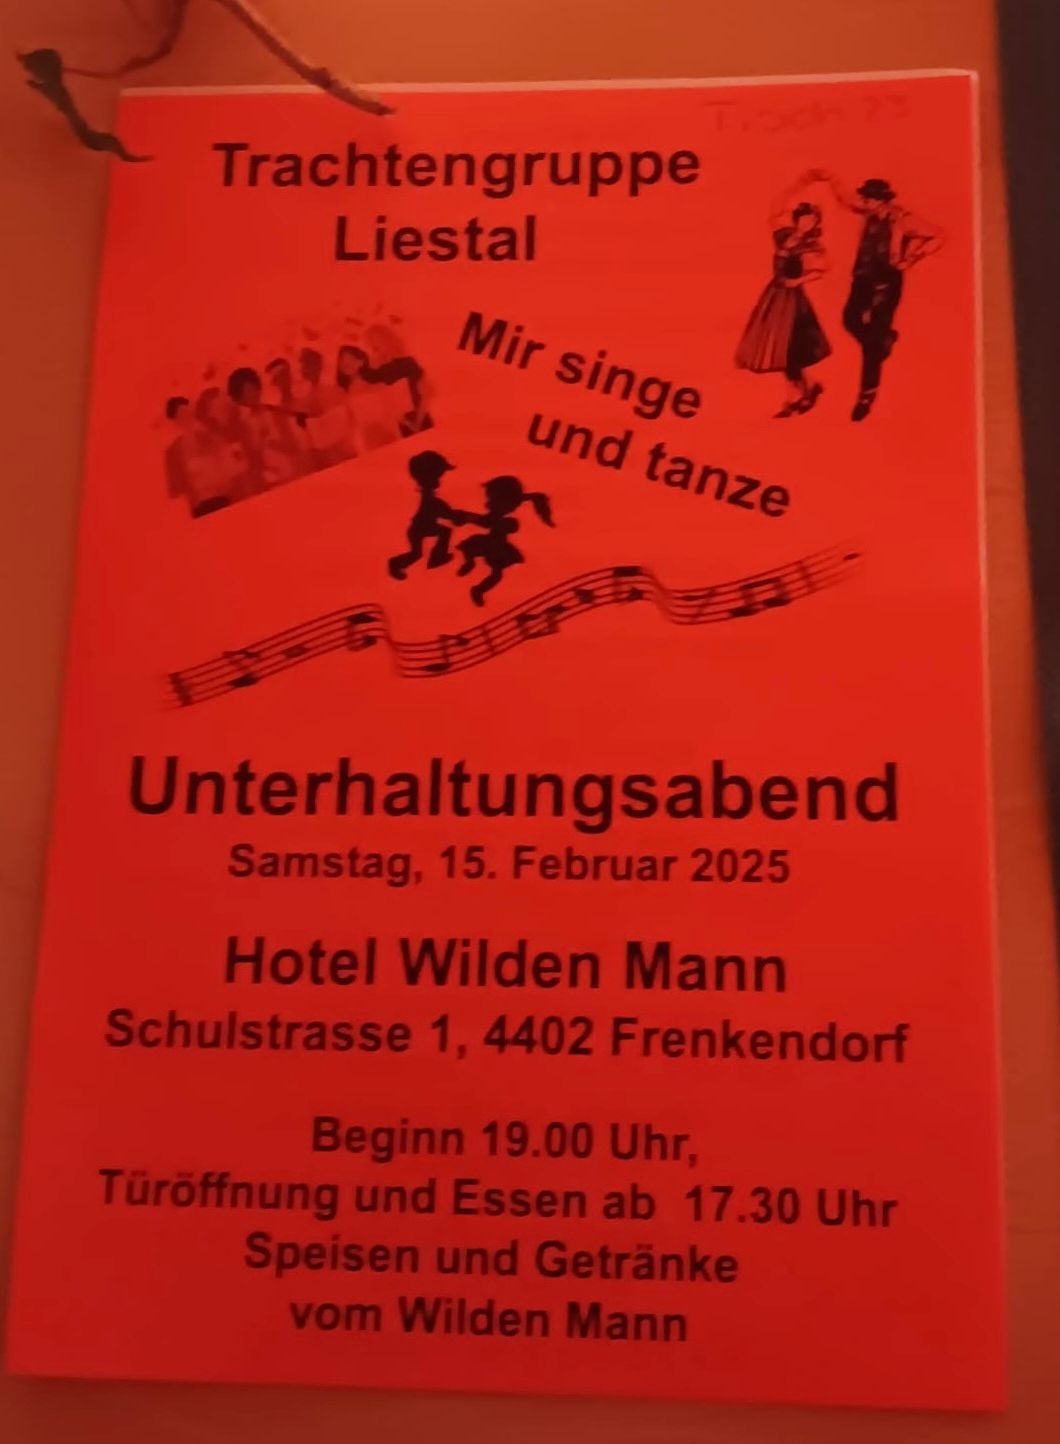 Trachtengruppe
Liestal
Mir singe
und tanze
Unterhaltungsabend
Samstag, 15. Februar 2025
Hotel Wilden Mann
Schulstrasse 1, 4402 Frenkendorf
Beginn 19.00 Uhr,
Türöffnung und Essen ab 17.30 Uhr
Speisen und Getränke
vom Wilden Mann